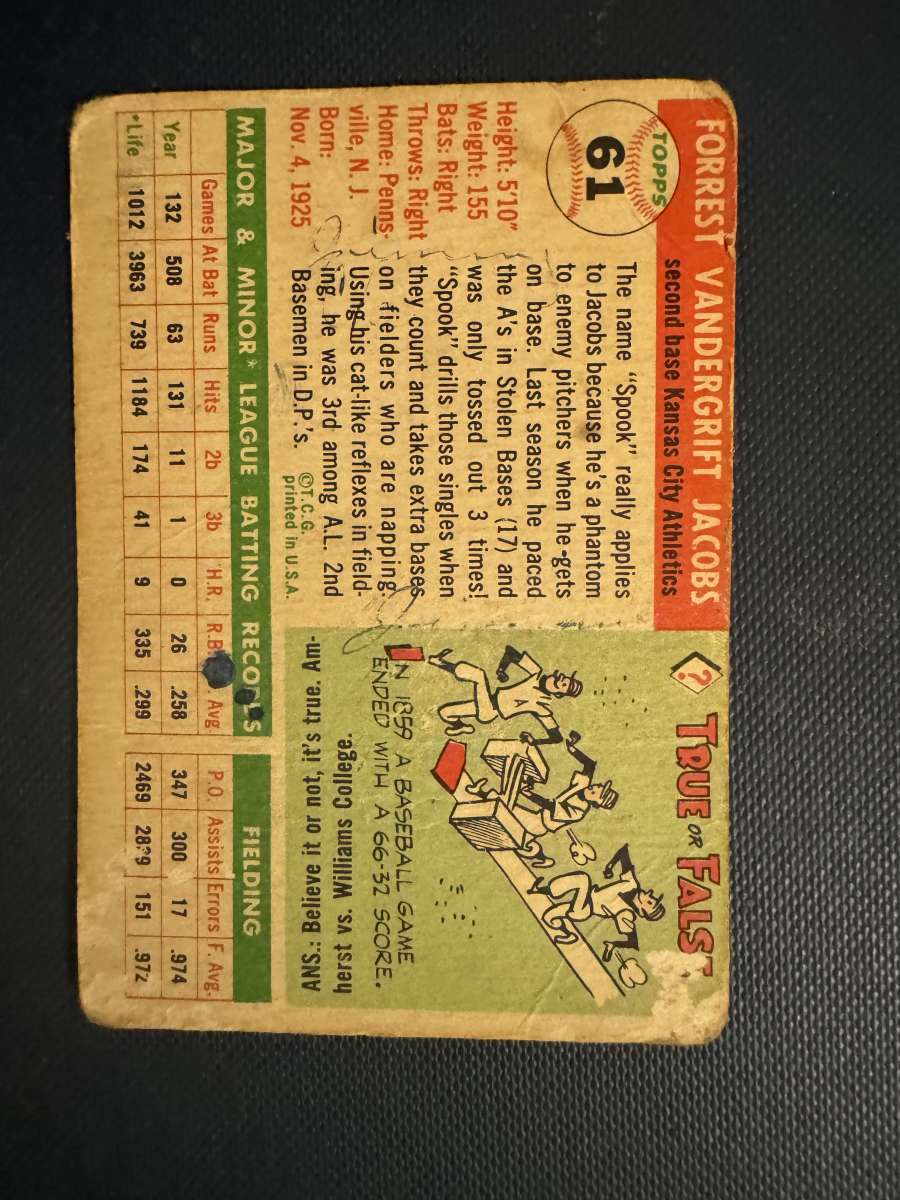 FORREST VANDERGRIFT JACOBS
second base Kansas City Athletics
TOPPS
61
Height: 5'10"
Weight: 155
Bats: Right
Throws: Right
Home: Penns-
ville, N. J.
Born:
Nov. 4, 1925
The name "Spook" really applies
to Jacobs because he's a phantom
to enemy pitchers when he gets
on base. Last season he paced
the A's in Stolen Bases (17) and
was only tossed out 3 times!
"Spook" drills those singles when
they count and takes extra bases
on fielders who are napping.
Using his cat-like reflexes in field-
ing, he was 3rd among A.L. 2nd
Basemen in D.P.'s.
©T.C.G.
printed in U.S.A.
? TRUE OR FALS
IN 1859 A BASEBALL GAME
ENDED WITH A 66-32 SCORE.
ANS.: Believe it or not, it's true. Am-
herst vs. Williams College.
MAJOR & MINOR* LEAGUE BATTING RECORDS FIELDING
Games At Bat Runs Hits 2b 3b H.R. R.B. Avg. P.O. Assists Errors F. Avg.
Year 132 508 63 131 11 1 0 26 .258 347 300 17 .974
*Life 1012 3963 739 1184 174 41 9 335 .299 2469 151 .972